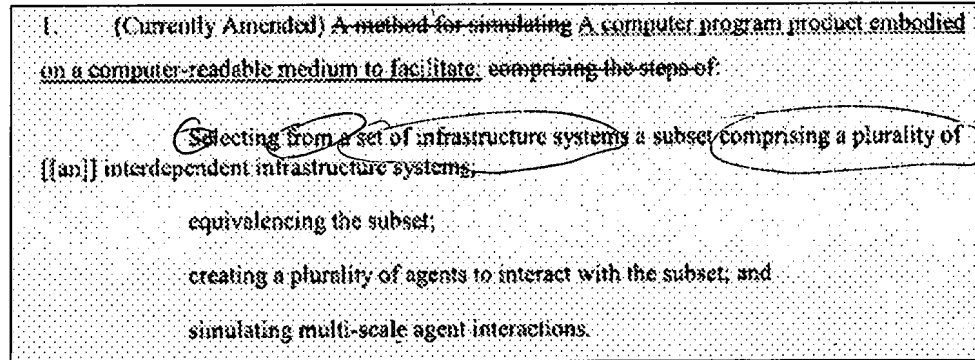 1. (Currently Amended) A method for simulating A computer program product embodied
on a computer-readable medium to facilitate: comprising the steps of:
Selecting from a set of infrastructure systems a subset comprising a plurality of
[[an]] interdependent infrastructure systems;
equivalencing the subset;
creating a plurality of agents to interact with the subset; and
simulating multi-scale agent interactions.